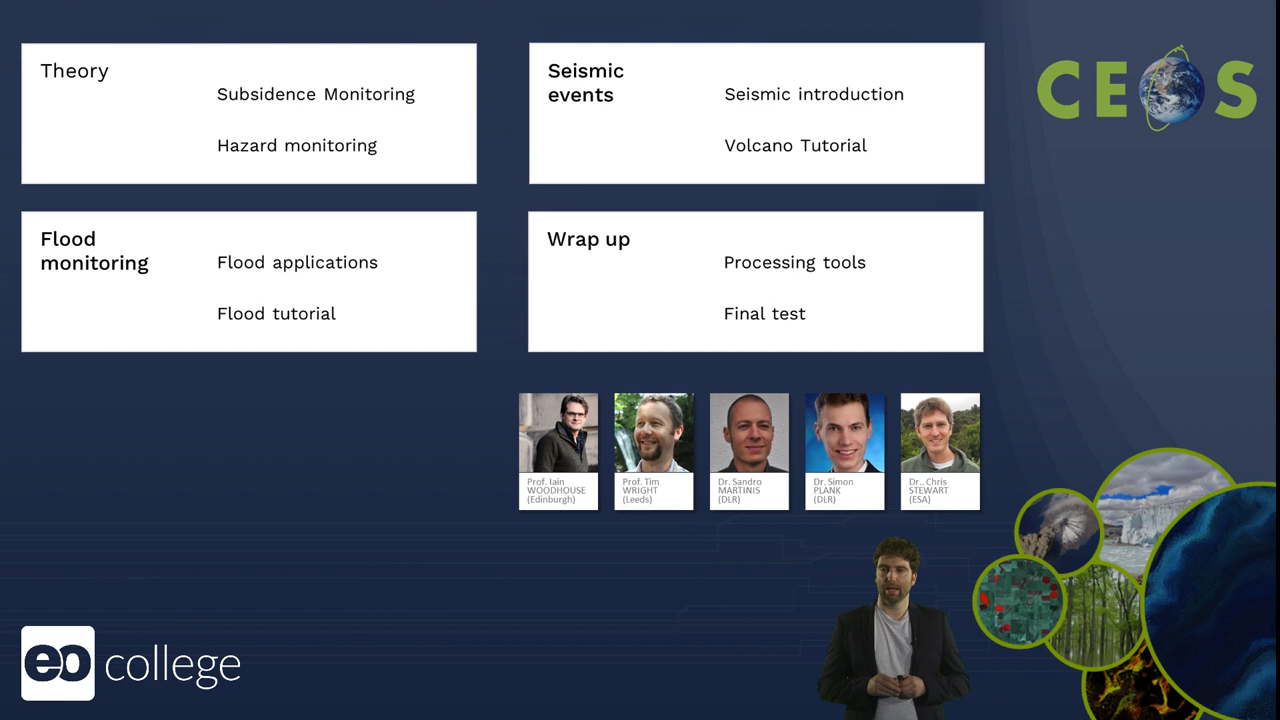 Theory
Subsidence Monitoring
Hazard monitoring
Seismic
events
Seismic introduction
Volcano Tutorial
CEOS
Flood
monitoring
Flood applications
Flood tutorial
Wrap up
Processing tools
Final test
Prof. Iain
WOODHOUSE
(Edinburgh)
Prof. Tim
WRIGHT
(Leeds)
Dr. Sandro
MARTINIS
(DLR)
Dr. Simon
PLANK
(DLR)
Dr.. Chris
STEWART
(ESA)
eo college